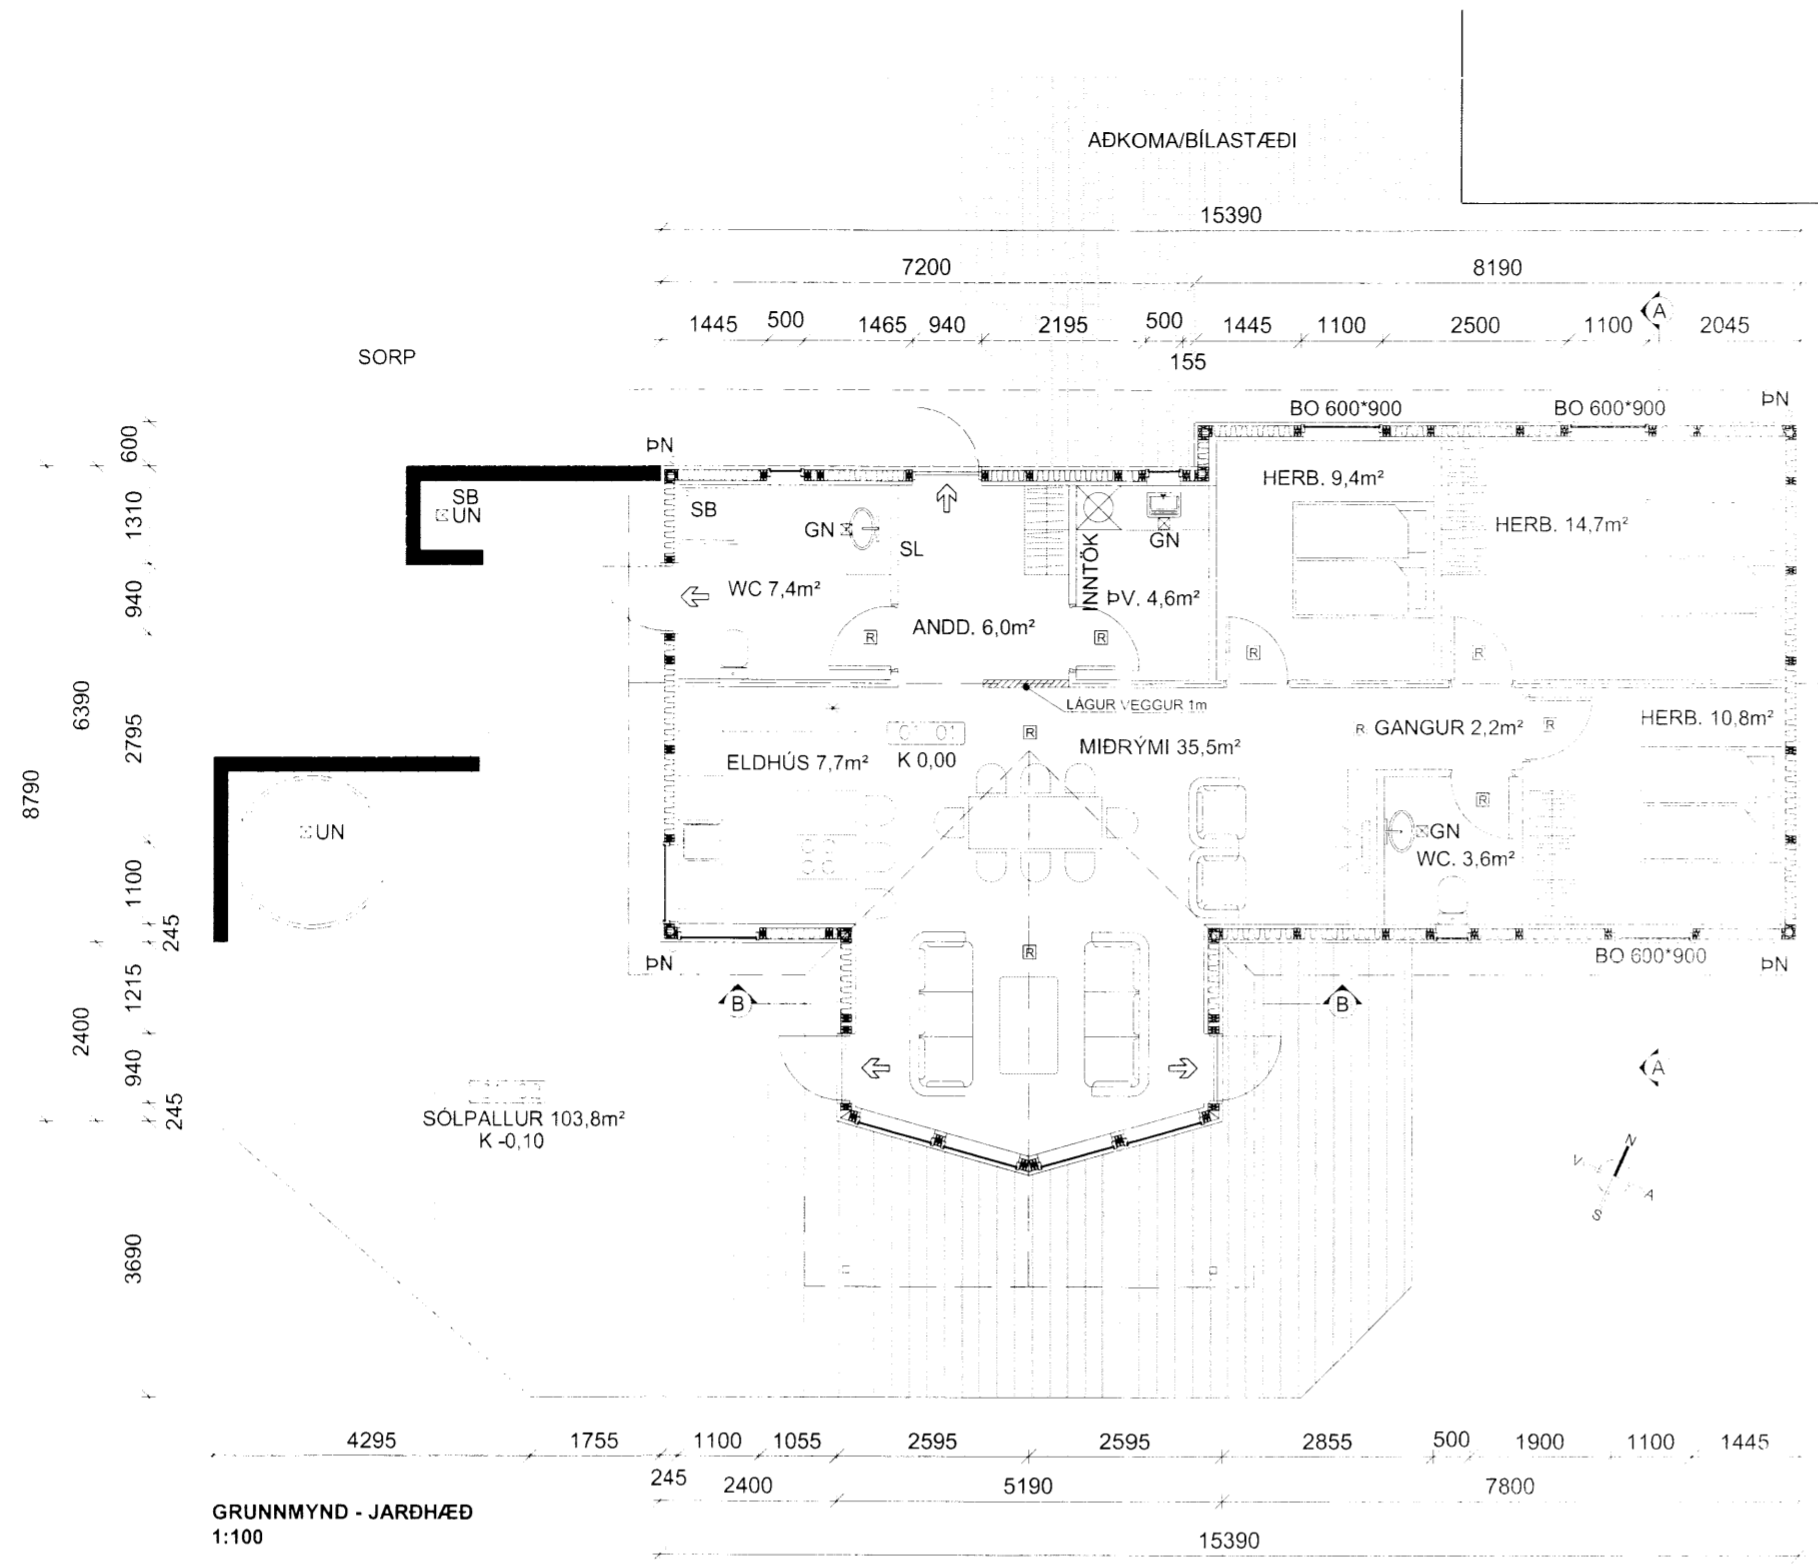 AÐKOMA/BÍLASTÆÐI
15390
7200
8190
1445
500
1465
940
2195
500
1445
1100
2500
1100
2045
A
155
SORP
BO 600*900
BO 600*900
ÞN
ÞN
600
1310
940
6390
2795
8790
1100
245
1215
2400
940
245
3690
SB
UN
SB
GN
SL
WC 7,4m²
ANDD. 6,0m²
R
R
INNTÖK
GN
ÞV. 4,6m²
HERB. 9,4m²
HERB. 14,7m²
R
R
LÁGUR VEGGUR 1m
ELDHÚS 7,7m²
K 0,00
R
MIÐRÝMI 35,5m²
R
GANGUR 2,2m²
R
HERB. 10,8m²
R
GN
WC. 3,6m²
UN
R
ÞN
BO 600*900
ÞN
B
B
A
SÓLPALLUR 103,8m²
K -0,10
N
V
A
S
4295
1755
1100
1055
2595
2595
2855
500
1900
1100
1445
245
2400
5190
7800
15390
GRUNNMYND - JARÐHÆÐ
1:100